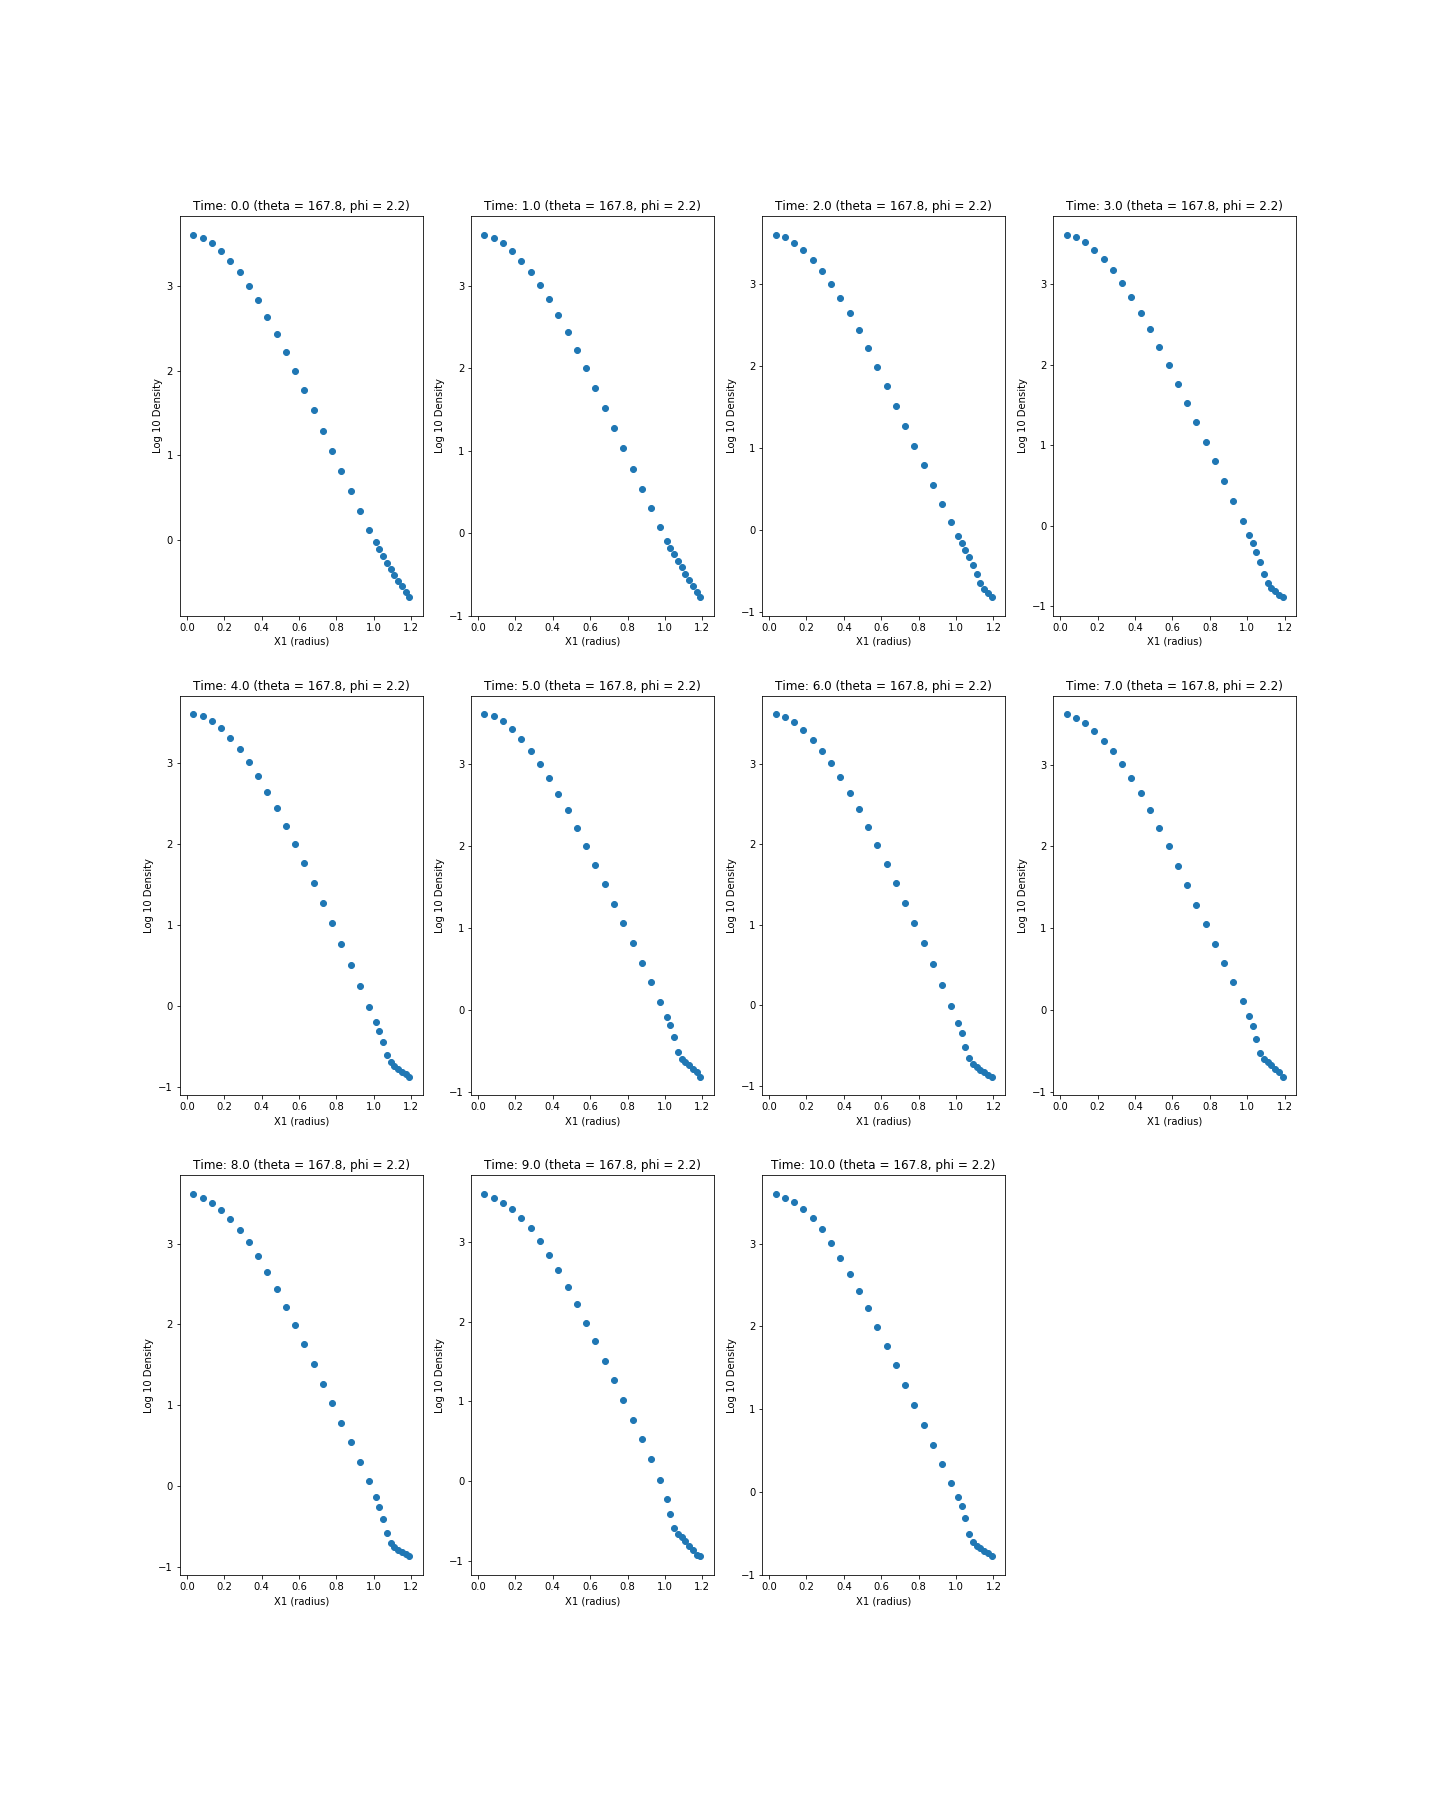 Time: 0.0 (theta = 167.8, phi = 2.2)
Time: 1.0 (theta = 167.8, phi = 2.2)
Time: 2.0 (theta = 167.8, phi = 2.2)
Time: 3.0 (theta = 167.8, phi = 2.2)
Log 10 Density
3
2
1
0
Log 10 Density
3
2
1
0
−1
Log 10 Density
3
2
1
0
−1
Log 10 Density
3
2
1
0
−1
0.0 0.2 0.4 0.6 0.8 1.0 1.2
0.0 0.2 0.4 0.6 0.8 1.0 1.2
0.0 0.2 0.4 0.6 0.8 1.0 1.2
0.0 0.2 0.4 0.6 0.8 1.0 1.2
X1 (radius)
X1 (radius)
X1 (radius)
X1 (radius)
Time: 4.0 (theta = 167.8, phi = 2.2)
Time: 5.0 (theta = 167.8, phi = 2.2)
Time: 6.0 (theta = 167.8, phi = 2.2)
Time: 7.0 (theta = 167.8, phi = 2.2)
Log 10 Density
3
2
1
0
−1
Log 10 Density
3
2
1
0
−1
Log 10 Density
3
2
1
0
−1
Log 10 Density
3
2
1
0
−1
0.0 0.2 0.4 0.6 0.8 1.0 1.2
0.0 0.2 0.4 0.6 0.8 1.0 1.2
0.0 0.2 0.4 0.6 0.8 1.0 1.2
0.0 0.2 0.4 0.6 0.8 1.0 1.2
X1 (radius)
X1 (radius)
X1 (radius)
X1 (radius)
Time: 8.0 (theta = 167.8, phi = 2.2)
Time: 9.0 (theta = 167.8, phi = 2.2)
Time: 10.0 (theta = 167.8, phi = 2.2)
Log 10 Density
3
2
1
0
−1
Log 10 Density
3
2
1
0
−1
Log 10 Density
3
2
1
0
−1
0.0 0.2 0.4 0.6 0.8 1.0 1.2
0.0 0.2 0.4 0.6 0.8 1.0 1.2
0.0 0.2 0.4 0.6 0.8 1.0 1.2
X1 (radius)
X1 (radius)
X1 (radius)